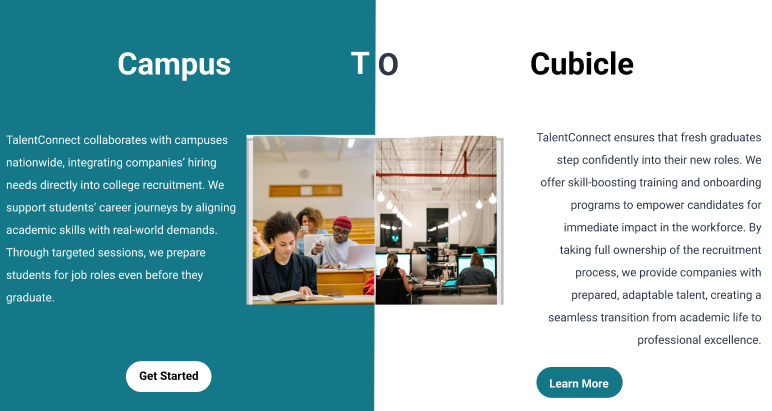 Campus TO Cubicle
TalentConnect collaborates with campuses
nationwide, integrating companies’ hiring
needs directly into college recruitment. We
support students’ career journeys by aligning
academic skills with real-world demands.
Through targeted sessions, we prepare
students for job roles even before they
graduate.
Get Started
TalentConnect ensures that fresh graduates
step confidently into their new roles. We
offer skill-boosting training and onboarding
programs to empower candidates for
immediate impact in the workforce. By
taking full ownership of the recruitment
process, we provide companies with
prepared, adaptable talent, creating a
seamless transition from academic life to
professional excellence.
Learn More